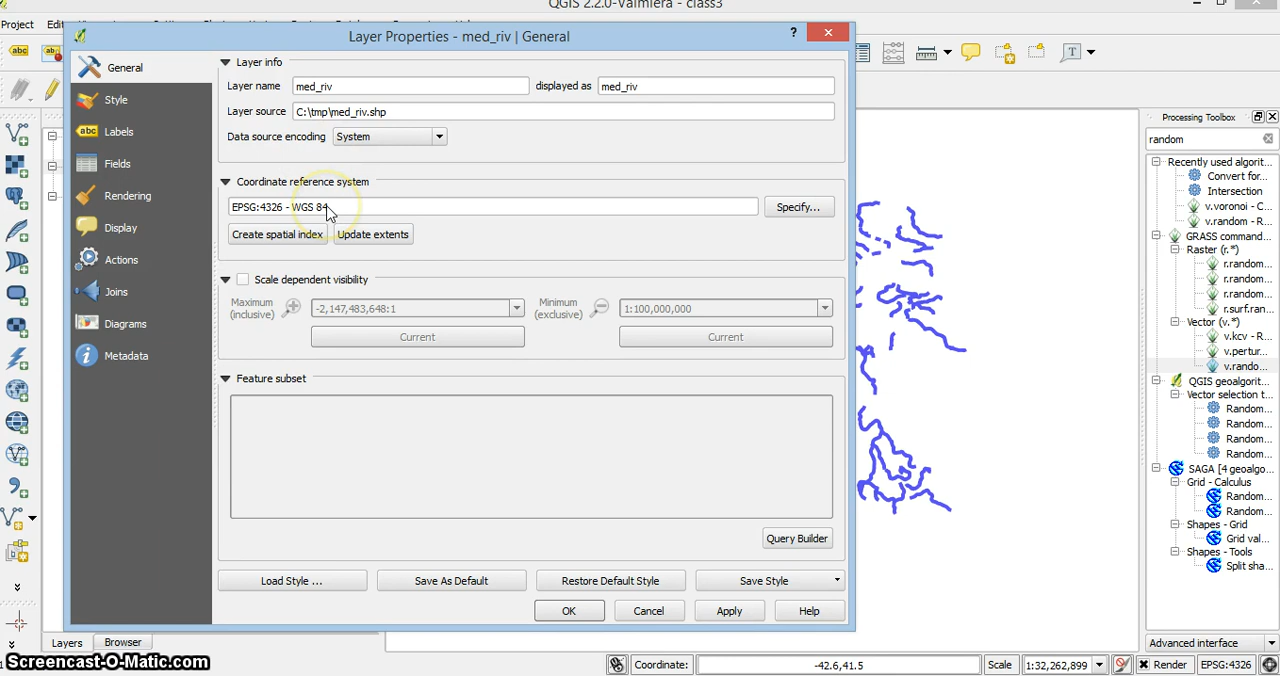 QGIS 2.2.0-Valmiera - class3
Project
Layer Properties - med_riv | General
?
General
Style
Labels
Fields
Rendering
Display
Actions
Joins
Diagrams
Metadata
Layer info
Layer name med_riv displayed as med_riv
Layer source C:\tmp\med_riv.shp
Data source encoding System
Coordinate reference system
EPSG:4326 - WGS 84 Specify...
Create spatial index Update extents
Scale dependent visibility
Maximum (inclusive) -2,147,483,648:1 Minimum (exclusive) 1:100,000,000
Current Current
Feature subset
Query Builder
Load Style ... Save As Default Restore Default Style Save Style
OK Cancel Apply Help
Processing Toolbox
random
Recently used algorit...
Convert for...
Intersection
v.voronoi - C...
v.random - R...
GRASS comman...
Raster (r.*)
r.random...
r.random...
r.random...
r.surf.ran...
Vector (v.*)
v.kcv - R...
v.pertur...
v.rando...
QGIS geoalgorit...
Vector selection t...
Random...
Random...
Random...
Random...
SAGA [4 geoalgo...
Grid - Calculus
Random...
Random...
Shapes - Grid
Grid val...
Shapes - Tools
Split sha...
Advanced interface
Layers Browser
Screencast-O-Matic.com
Coordinate: -42.6,41.5 Scale 1:32,262,899 Render EPSG:4326